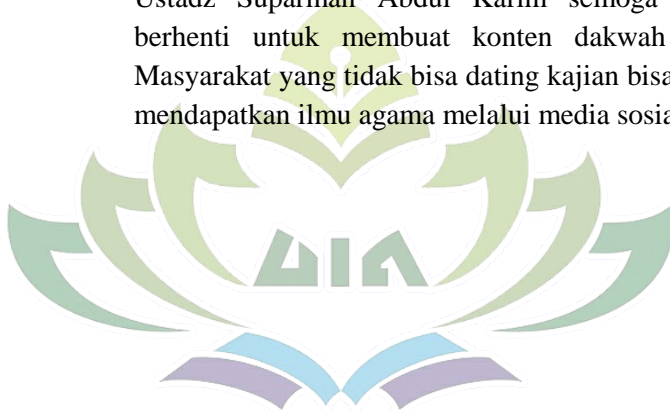 Ustadz Suparman Abdul Karim semoga
berhenti untuk membuat konten dakwah
Masyarakat yang tidak bisa dating kajian bisa
mendapatkan ilmu agama melalui media sosia
UIN